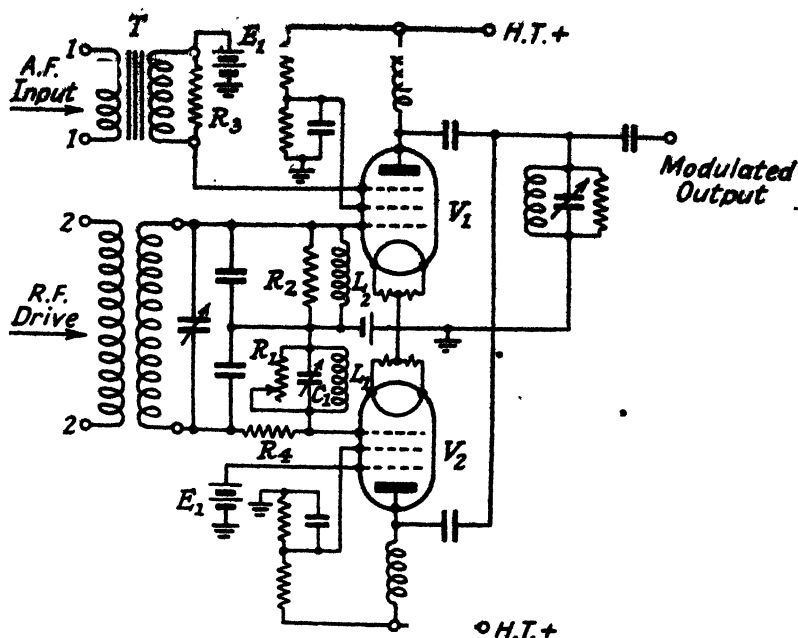 T
E1
H.T.+
1
A.F.
Input
1
R3
Modulated
Output
V1
2
R2
L2
R.F.
Drive
R1
C1
L1
2
R4
V2
E1
H.T.+